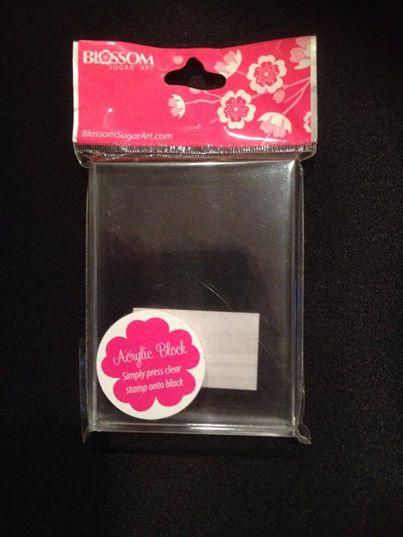 BLOSSOM
SUGAR ART
BlossomSugarArt.com
Acrylic Block
Simply press clear
stamp onto block